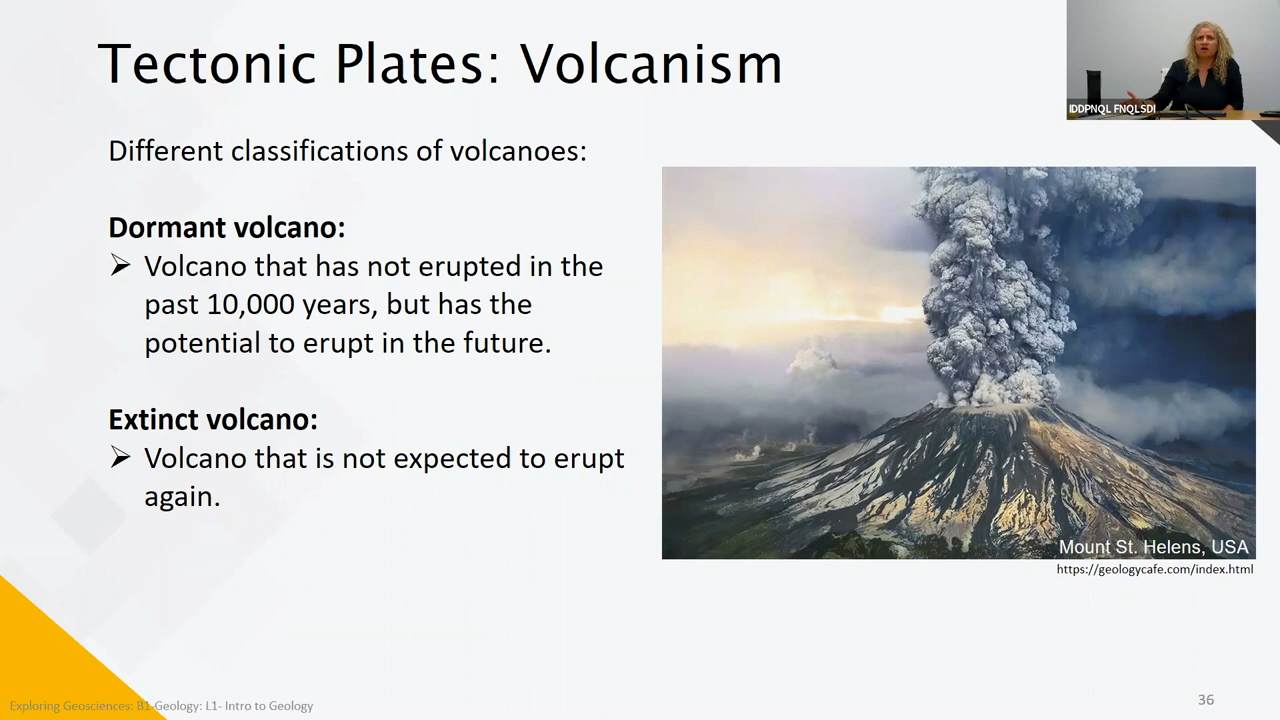 Tectonic Plates: Volcanism
IDDPNQL FNQLSDI
Different classifications of volcanoes:
Dormant volcano:
Volcano that has not erupted in the
past 10,000 years, but has the
potential to erupt in the future.
Extinct volcano:
Volcano that is not expected to erupt
again.
Mount St. Helens, USA
https://geologycafe.com/index.html
Exploring Geosciences: B1-Geology: L1- Intro to Geology
36